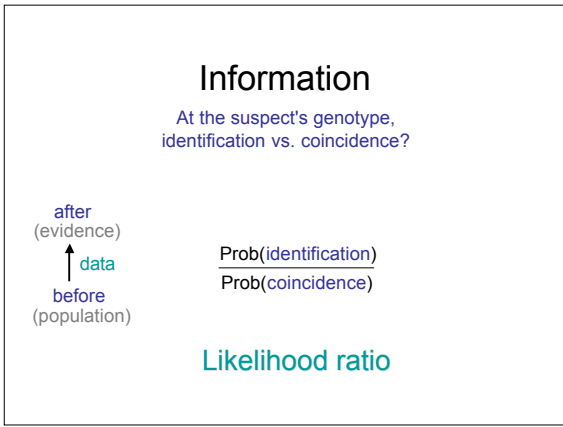 Information
At the suspect's genotype,
identification vs. coincidence?
after
(evidence)
data
before
(population)
Prob(identification)
Prob(coincidence)
Likelihood ratio